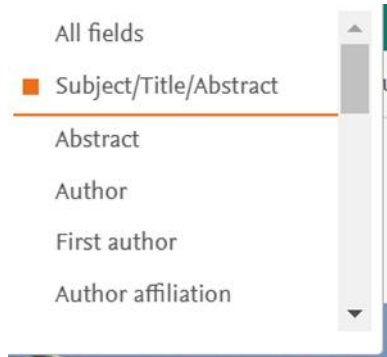 All fields
Subject/Title/Abstract
Abstract
Author
First author
Author affiliation